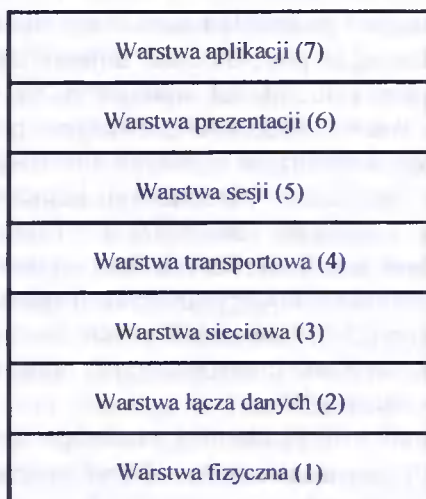 Warstwa aplikacji (7)
Warstwa prezentacji (6)
Warstwa sesji (5)
Warstwa transportowa (4)
Warstwa sieciowa (3)
Warstwa łącza danych (2)
Warstwa fizyczna (1)